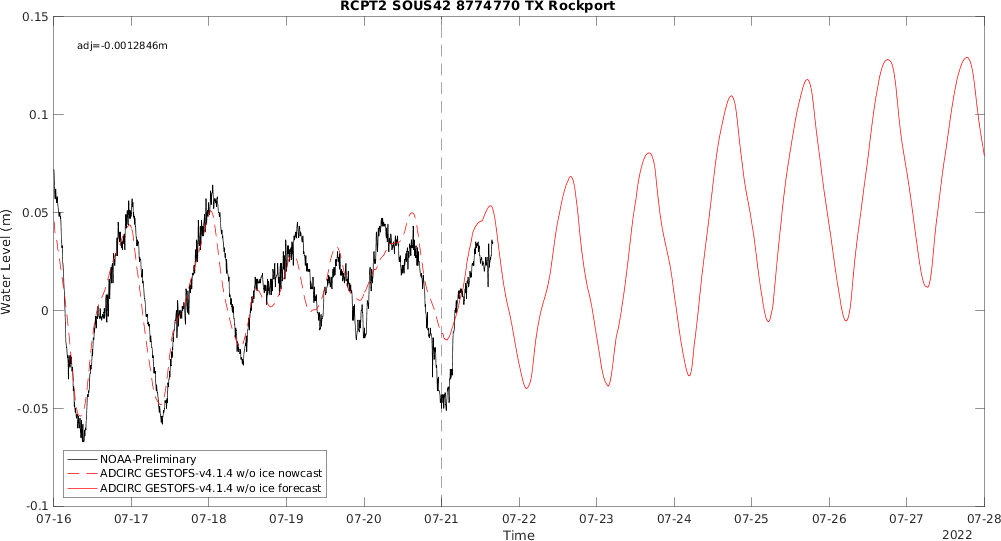 RCPT2 SOUS42 8774770 TX Rockport
adj=-0.0012846m
0.15
0.1
0.05
0
-0.05
-0.1
Water Level (m)
NOAA-Preliminary
ADCIRC GESTOFS-v4.1.4 w/o ice nowcast
ADCIRC GESTOFS-v4.1.4 w/o ice forecast
07-16 07-17 07-18 07-19 07-20 07-21 07-22 07-23 07-24 07-25 07-26 07-27 07-28
Time
2022